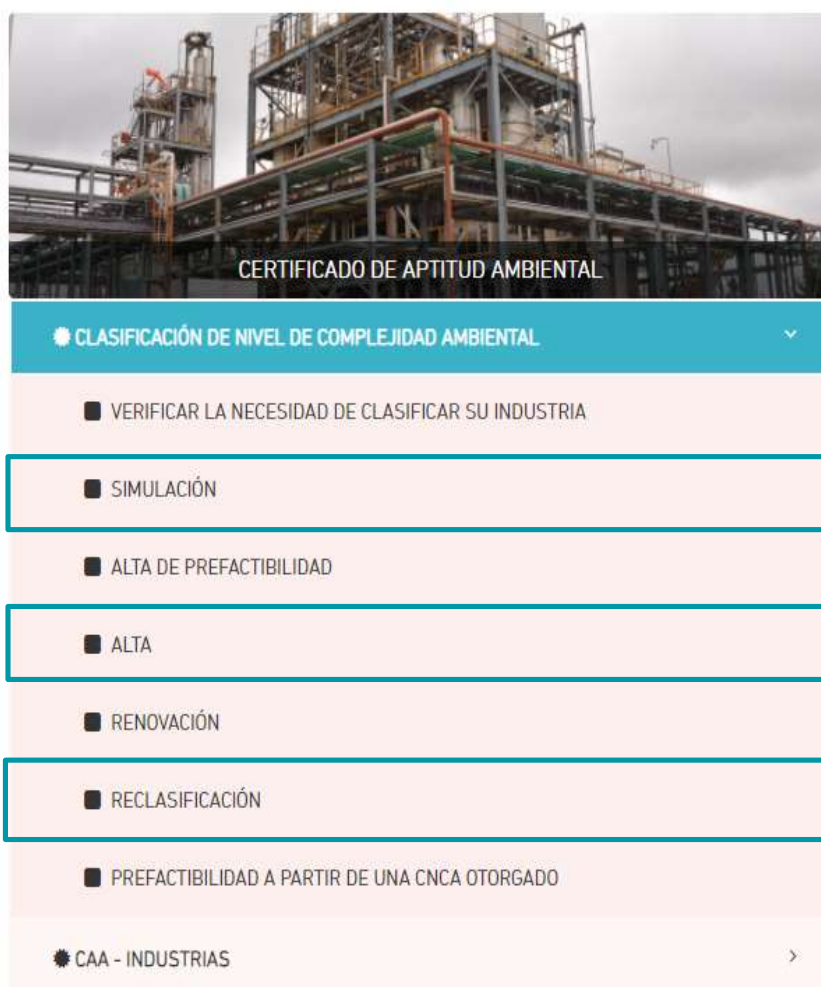 CERTIFICADO DE APTITUD AMBIENTAL
CLASIFICACIÓN DE NIVEL DE COMPLEJIDAD AMBIENTAL
VERIFICAR LA NECESIDAD DE CLASIFICAR SU INDUSTRIA
SIMULACIÓN
ALTA DE PREFACTIBILIDAD
ALTA
RENOVACIÓN
RECLASIFICACIÓN
PREFACTIBILIDAD A PARTIR DE UNA CNCA OTORGADO
CAA - INDUSTRIAS